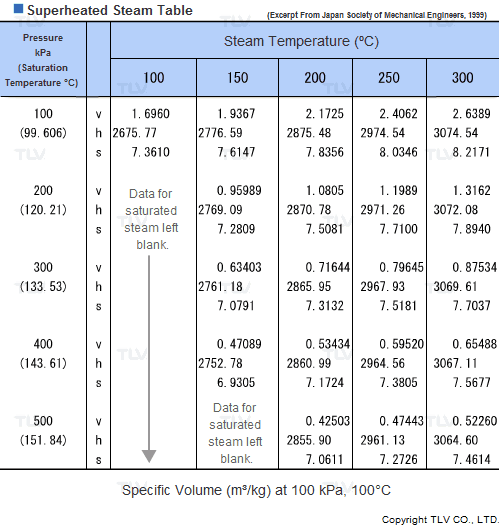 ■ Superheated Steam Table (Excerpt From Japan Society of Mechanical Engineers, 1999)
Pressure
kPa
(Saturation
Temperature °C)
Steam Temperature (ºC)
100 150 200 250 300
100 v 1.6960 1.9367 2.1725 2.4062 2.6389
(99.606) h 2675.77 2776.59 2875.48 2974.54 3074.54
s 7.3610 7.6147 7.8356 8.0346 8.2171
200 v 0.95989 1.0805 1.1989 1.3162
(120.21) h 2769.09 2870.78 2971.26 3072.08
s 7.2809 7.5081 7.7100 7.8940
Data for
saturated
steam left
blank.
300 v 0.63403 0.71644 0.79645 0.87534
(133.53) h 2761.18 2865.95 2967.93 3069.61
s 7.0791 7.3132 7.5181 7.7037
400 v 0.47089 0.53434 0.59520 0.65488
(143.61) h 2752.78 2860.99 2964.56 3067.11
s 6.9305 7.1724 7.3805 7.5677
500 v 0.42503 0.47443 0.52260
(151.84) h 2855.90 2961.13 3064.60
s 7.0611 7.2726 7.4614
Data for
saturated
steam left
blank.
Specific Volume (m³/kg) at 100 kPa, 100°C
Copyright TLV CO., LTD.
TLV